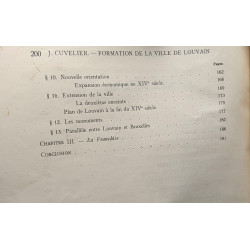 200 J. CUVELIER. — FORMATION DE LA VILLE DE LOUVAIN
Pages.
§ 10. Nouvelle orientation 162
Expansion économique au XIVe siècle.
§ 11. Extension de la ville
La deuxième enceinte
Plan de Louvain à la fin du XIVe siècle.
§ 12. Les monuments
§ 13. Parallèle entre Louvain et Bruxelles
CHAPITRE III. — La Franchise
CONCLUSION